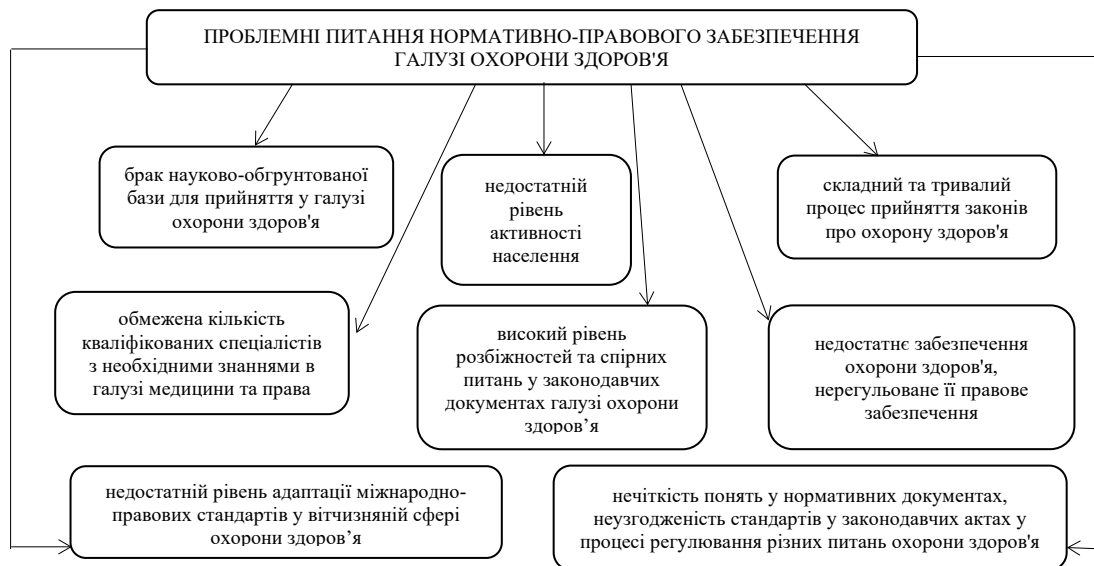 ПРОБЛЕМНІ ПИТАННЯ НОРМАТИВНО-ПРАВОВОГО ЗАБЕЗПЕЧЕННЯ
ГАЛУЗІ ОХОРОНИ ЗДОРОВ'Я
брак науково-обгрунтованої
бази для прийняття у галузі
охорони здоров'я
недостатній
рівень
активності
населення
складний та тривалий
процес прийняття законів
про охорону здоров'я
обмежена кількість
кваліфікованих спеціалістів
з необхідними знаннями в
галузі медицини та права
високий рівень
розбіжностей та спірних
питань у законодавчих
документах галузі охорони
здоров’я
недостатнє забезпечення
охорони здоров'я,
нерегульоване її правове
забезпечення
недостатній рівень адаптації міжнародно-
правових стандартів у вітчизняній сфері
охорони здоров’я
нечіткість понять у нормативних документах,
неузгодженість стандартів у законодавчих актах у
процесі регулювання різних питань охорони здоров'я